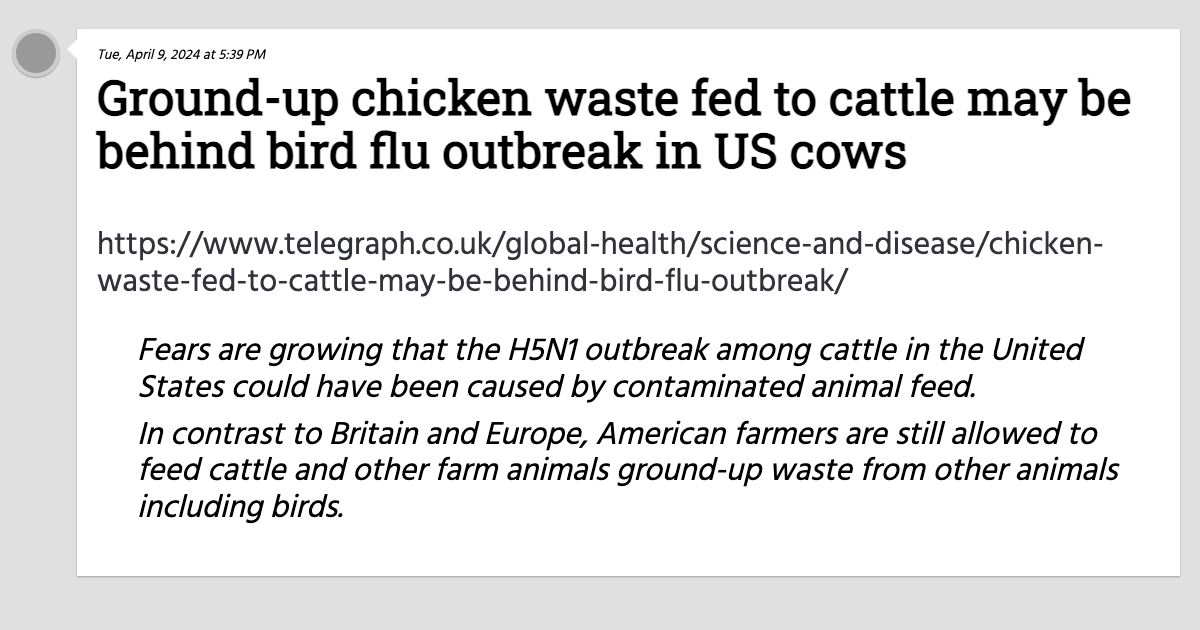 Tue, April 9, 2024 at 5:39 PM
Ground-up chicken waste fed to cattle may be
behind bird flu outbreak in US cows
https://www.telegraph.co.uk/global-health/science-and-disease/chicken-
waste-fed-to-cattle-may-be-behind-bird-flu-outbreak/
Fears are growing that the H5N1 outbreak among cattle in the United
States could have been caused by contaminated animal feed.
In contrast to Britain and Europe, American farmers are still allowed to
feed cattle and other farm animals ground-up waste from other animals
including birds.